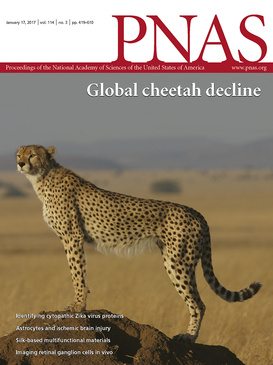 PNAS
January 17, 2017 | vol. 114 | no. 3 | pp. 419–610
Proceedings of the National Academy of Sciences of the United States of America www.pnas.org
Global cheetah decline
Identifying cytopathic Zika virus proteins
Astrocytes and ischemic brain injury
Silk-based multifunctional materials
Imaging retinal ganglion cells in vivo